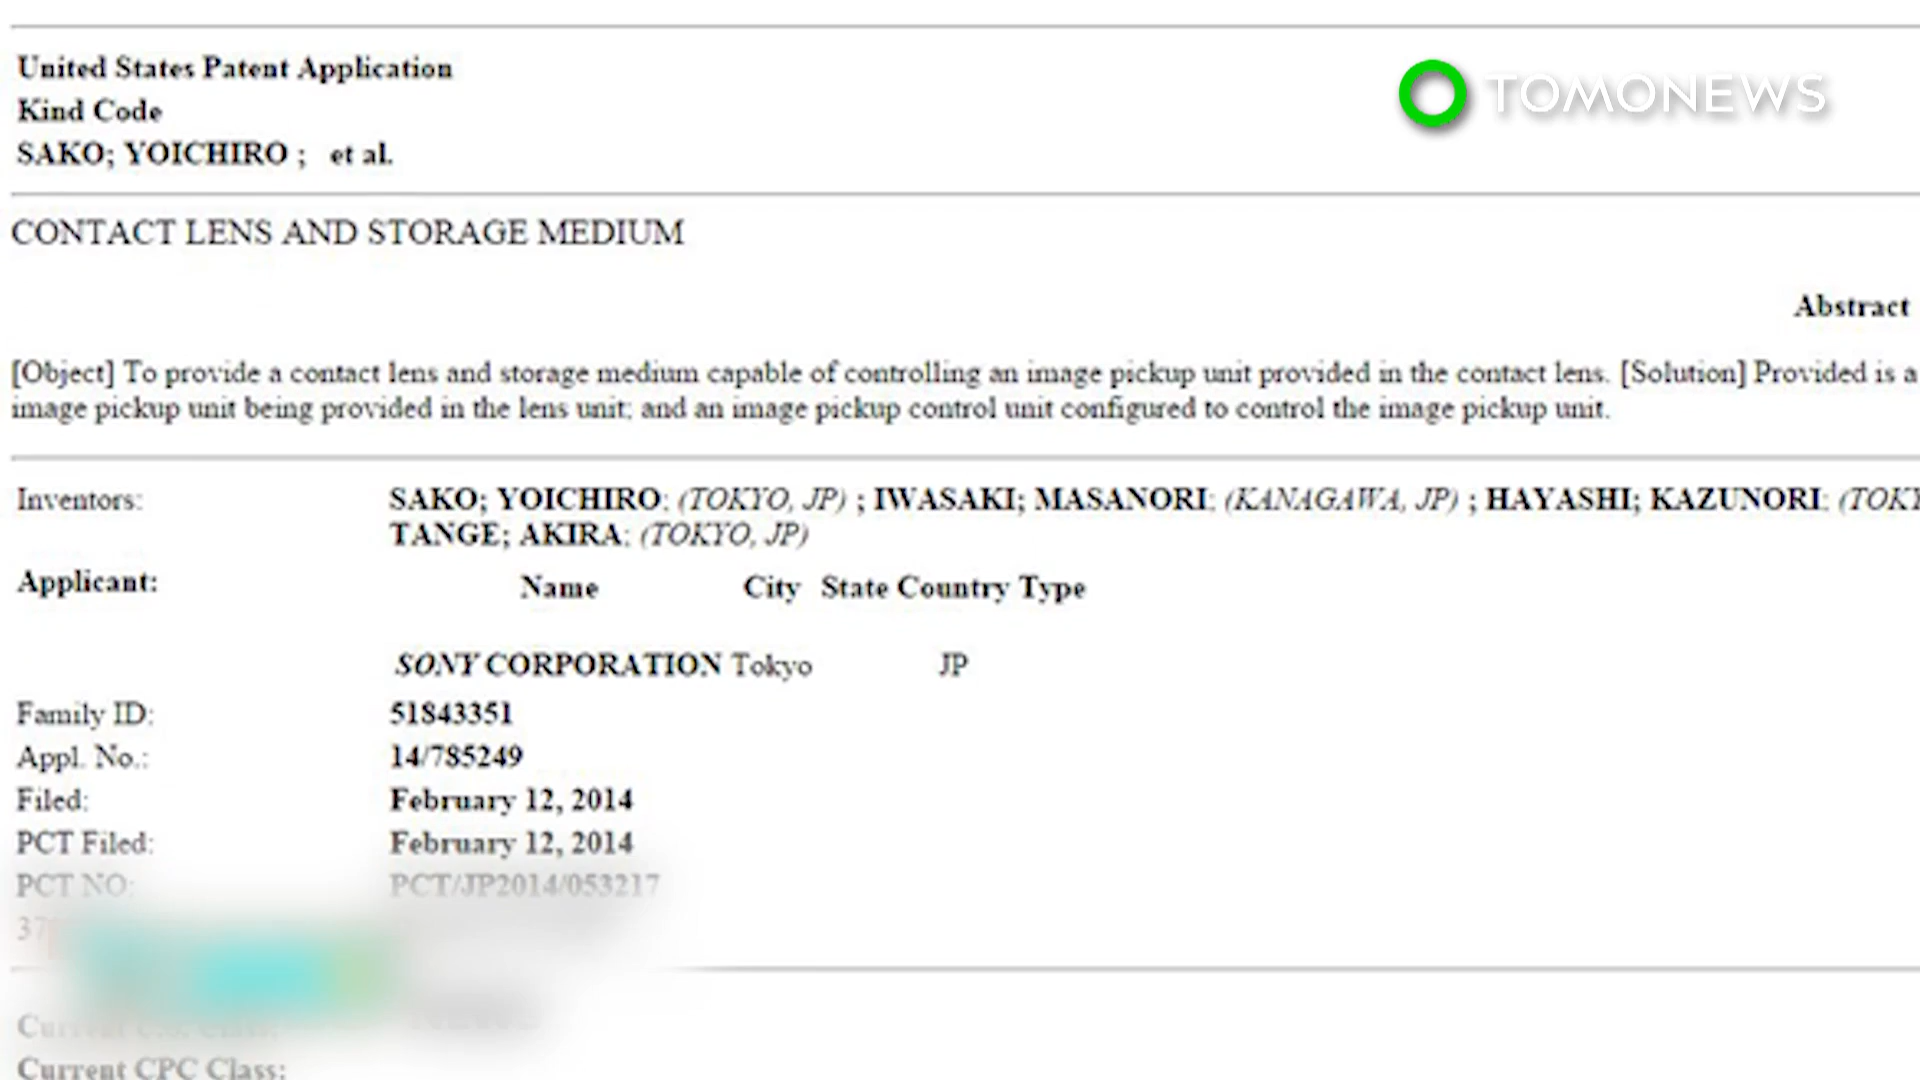 United States Patent Application
Kind Code
SAKO; YOICHIRO ; et al.
TOMONEWS
CONTACT LENS AND STORAGE MEDIUM
Abstract
[Object] To provide a contact lens and storage medium capable of controlling an image pickup unit provided in the contact lens. [Solution] Provided is a
image pickup unit being provided in the lens unit; and an image pickup control unit configured to control the image pickup unit.
Inventors: SAKO; YOICHIRO; (TOKYO, JP) ; IWASAKI; MASANORI; (KANAGAWA, JP) ; HAYASHI; KAZUNORI; (TOKY
TANGE; AKIRA; (TOKYO, JP)
Applicant: Name City State Country Type
SONY CORPORATION Tokyo JP
Family ID: 51843351
Appl. No.: 14/785249
Filed: February 12, 2014
PCT Filed: February 12, 2014
PCT NO: PCT/JP2014/053217
37
Current U.S. Class:
Current CPC Class: